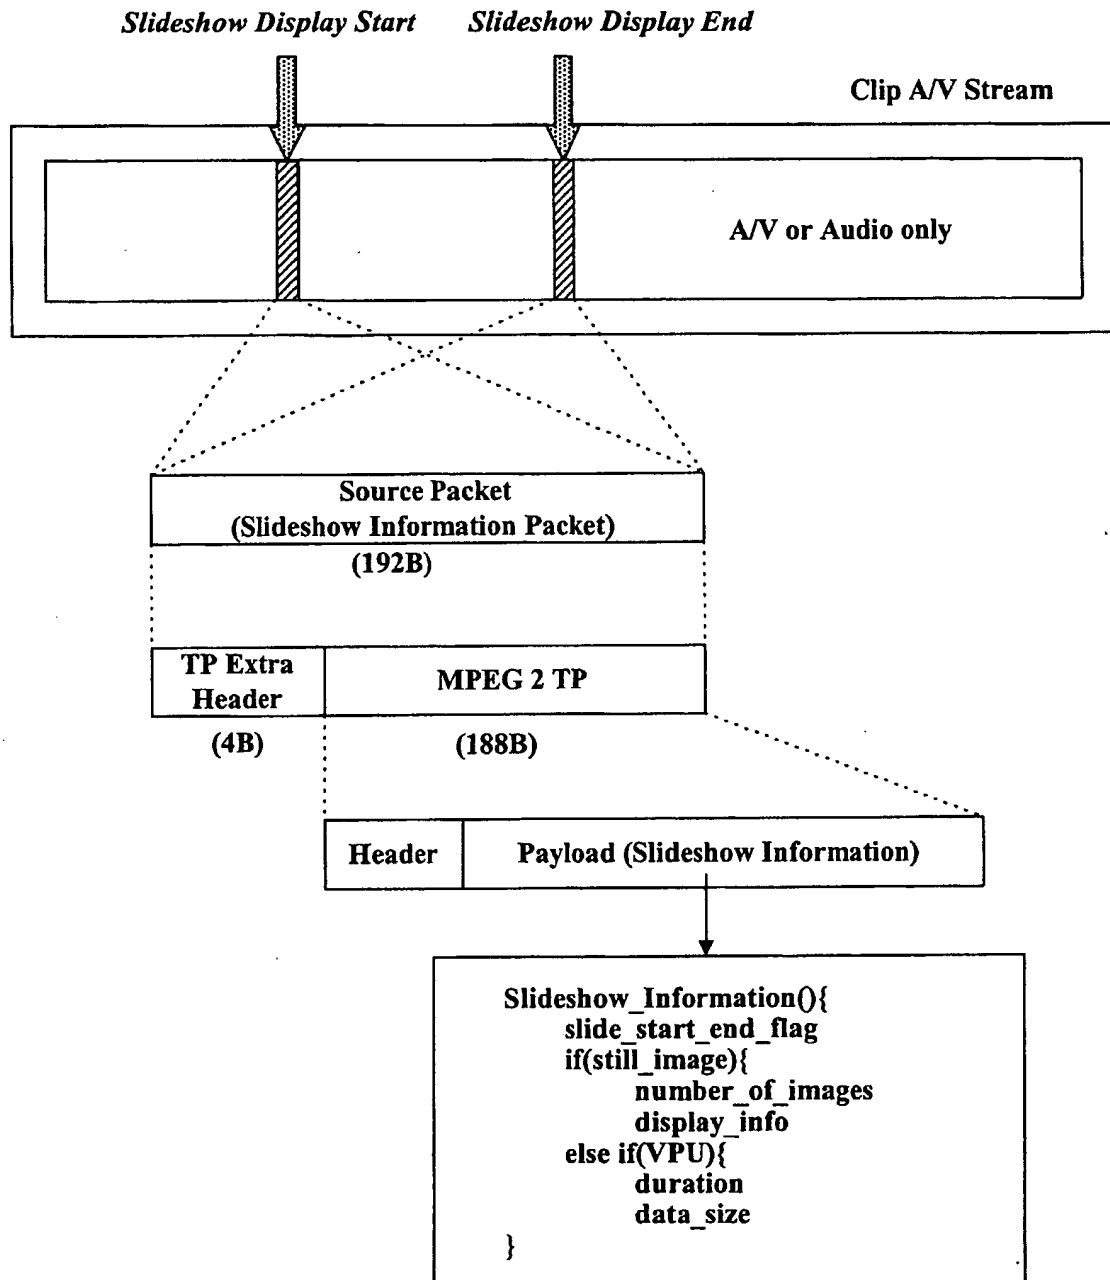 Slideshow Display Start
Slideshow Display End
Clip A/V Stream
A/V or Audio only
Source Packet
(Slideshow Information Packet)
(192B)
TP Extra
Header
MPEG 2 TP
(4B)
(188B)
Header
Payload (Slideshow Information)
Slideshow_Information(){
slide_start_end_flag
if(still_image){
number_of_images
display_info
else if(VPU){
duration
data_size
}